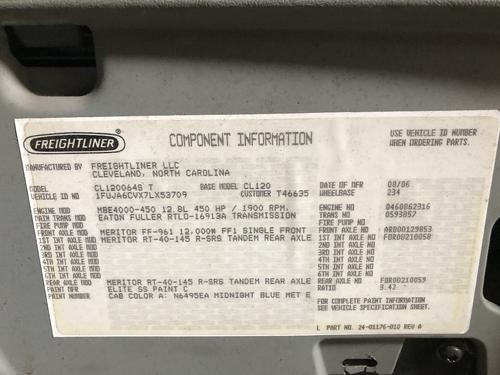 FREIGHTLINER
COMPONENT INFORMATION
USE VEHICLE ID NUMBER
WHEN ORDERING PARTS
MANUFACTURED BY
FREIGHTLINER LLC
CLEVELAND, NORTH CAROLINA
MODEL CL120064S T BASE MODEL CL120 DATE OF MFR 08/06
VEHICLE ID NO 1FUJA6CVX7LX53709 CUSTOMER T46635 WHEELBASE 234
ENGINE MOD MBE4000-450 12.8L 450 HP / 1900 RPM. ENGINE NO 0460862316
TRANS MOD EATON FULLER RTLO-16913A TRANSMISSION TRANS NO 0593857
FIRE PUMP MOD FIRE PUMP NO
FRONT AXLE MOD MERITOR FF-961 12,000# FF1 SINGLE FRONT FRONT AXLE NO ARD00129853
1ST INT AXLE MOD MERITOR RT-40-145 R-SRS TANDEM REAR AXLE 1ST INT AXLE NO FDR00210058
2ND INT AXLE MOD 2ND INT AXLE NO
3RD INT AXLE MOD 3RD INT AXLE NO
4TH INT AXLE MOD 4TH INT AXLE NO
5TH INT AXLE MOD 5TH INT AXLE NO
6TH INT AXLE MOD 6TH INT AXLE NO
REAR AXLE MOD MERITOR RT-40-145 R-SRS TANDEM REAR AXLE REAR AXLE NO FDR00210059
PAINT MFR ELITE SS PAINT C RATIO 3.42
PAINT NUMBER CAB COLOR A: N6495EA MIDNIGHT BLUE MET E
FOR COMPLETE PAINT INFORMATION
SEE VEHICLE SPECIFICATION SHEET.
L PART NO. 24-01176-010 REV A